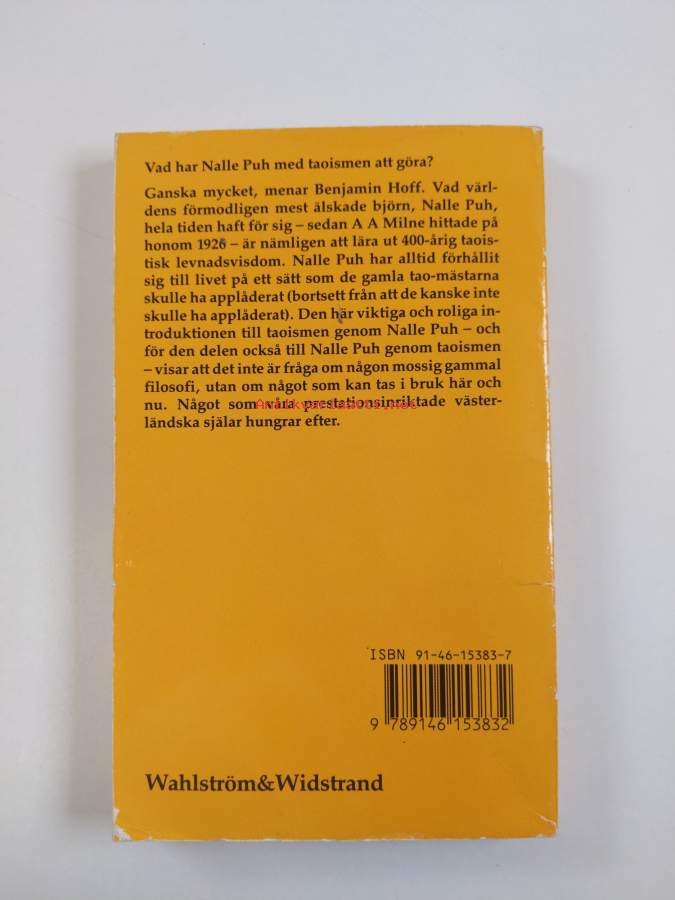 Vad har Nalle Puh med taoismen att göra?
Ganska mycket, menar Benjamin Hoff. Vad värl-
dens förmodligen mest älskade björn, Nalle Puh,
hela tiden haft för sig – sedan A A Milne hittade på
honom 1926 – är nämligen att lära ut 400-årig taois-
tisk levnadsvisdom. Nalle Puh har alltid förhållit
sig till livet på ett sätt som de gamla tao-mästarna
skulle ha applåderat (bortsett från att de kanske inte
skulle ha applåderat). Den här viktiga och roliga in-
troduktionen till taoismen genom Nalle Puh – och
för den delen också till Nalle Puh genom taoismen
– visar att det inte är fråga om någon mossig gammal
filosofi, utan om något som kan tas i bruk här och
nu. Något som våra prestationsinriktade väster-
Antikvariaatti.net
ländska själar hungrar efter.
ISBN 91-46-15383-7
9 789146 153832
Wahlström&Widstrand